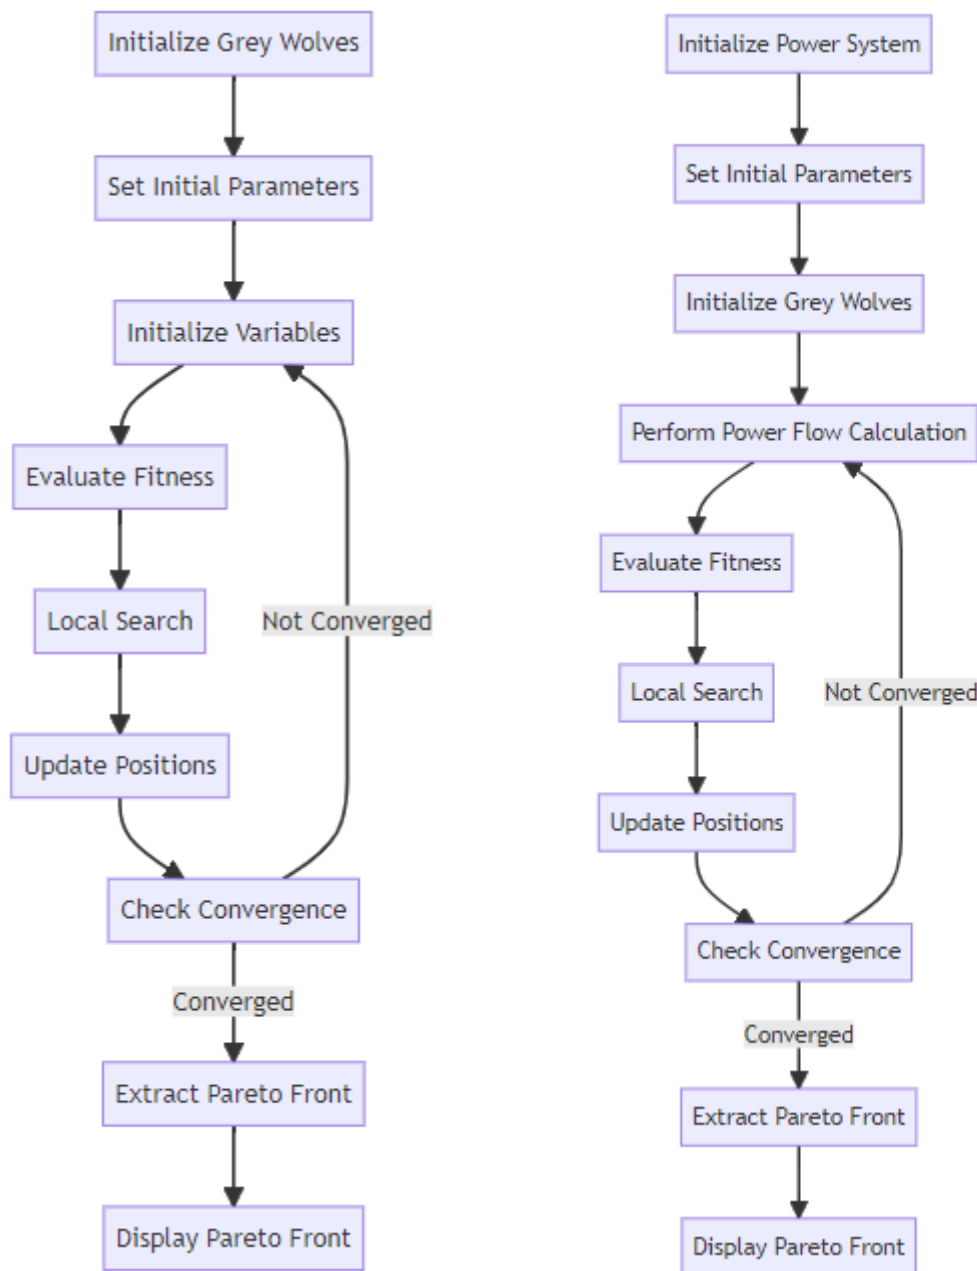 Initialize Grey Wolves
Set Initial Parameters
Initialize Variables
Evaluate Fitness
Local Search
Not Converged
Update Positions
Check Convergence
Converged
Extract Pareto Front
Display Pareto Front
Initialize Power System
Set Initial Parameters
Initialize Grey Wolves
Perform Power Flow Calculation
Evaluate Fitness
Local Search
Not Converged
Update Positions
Check Convergence
Converged
Extract Pareto Front
Display Pareto Front